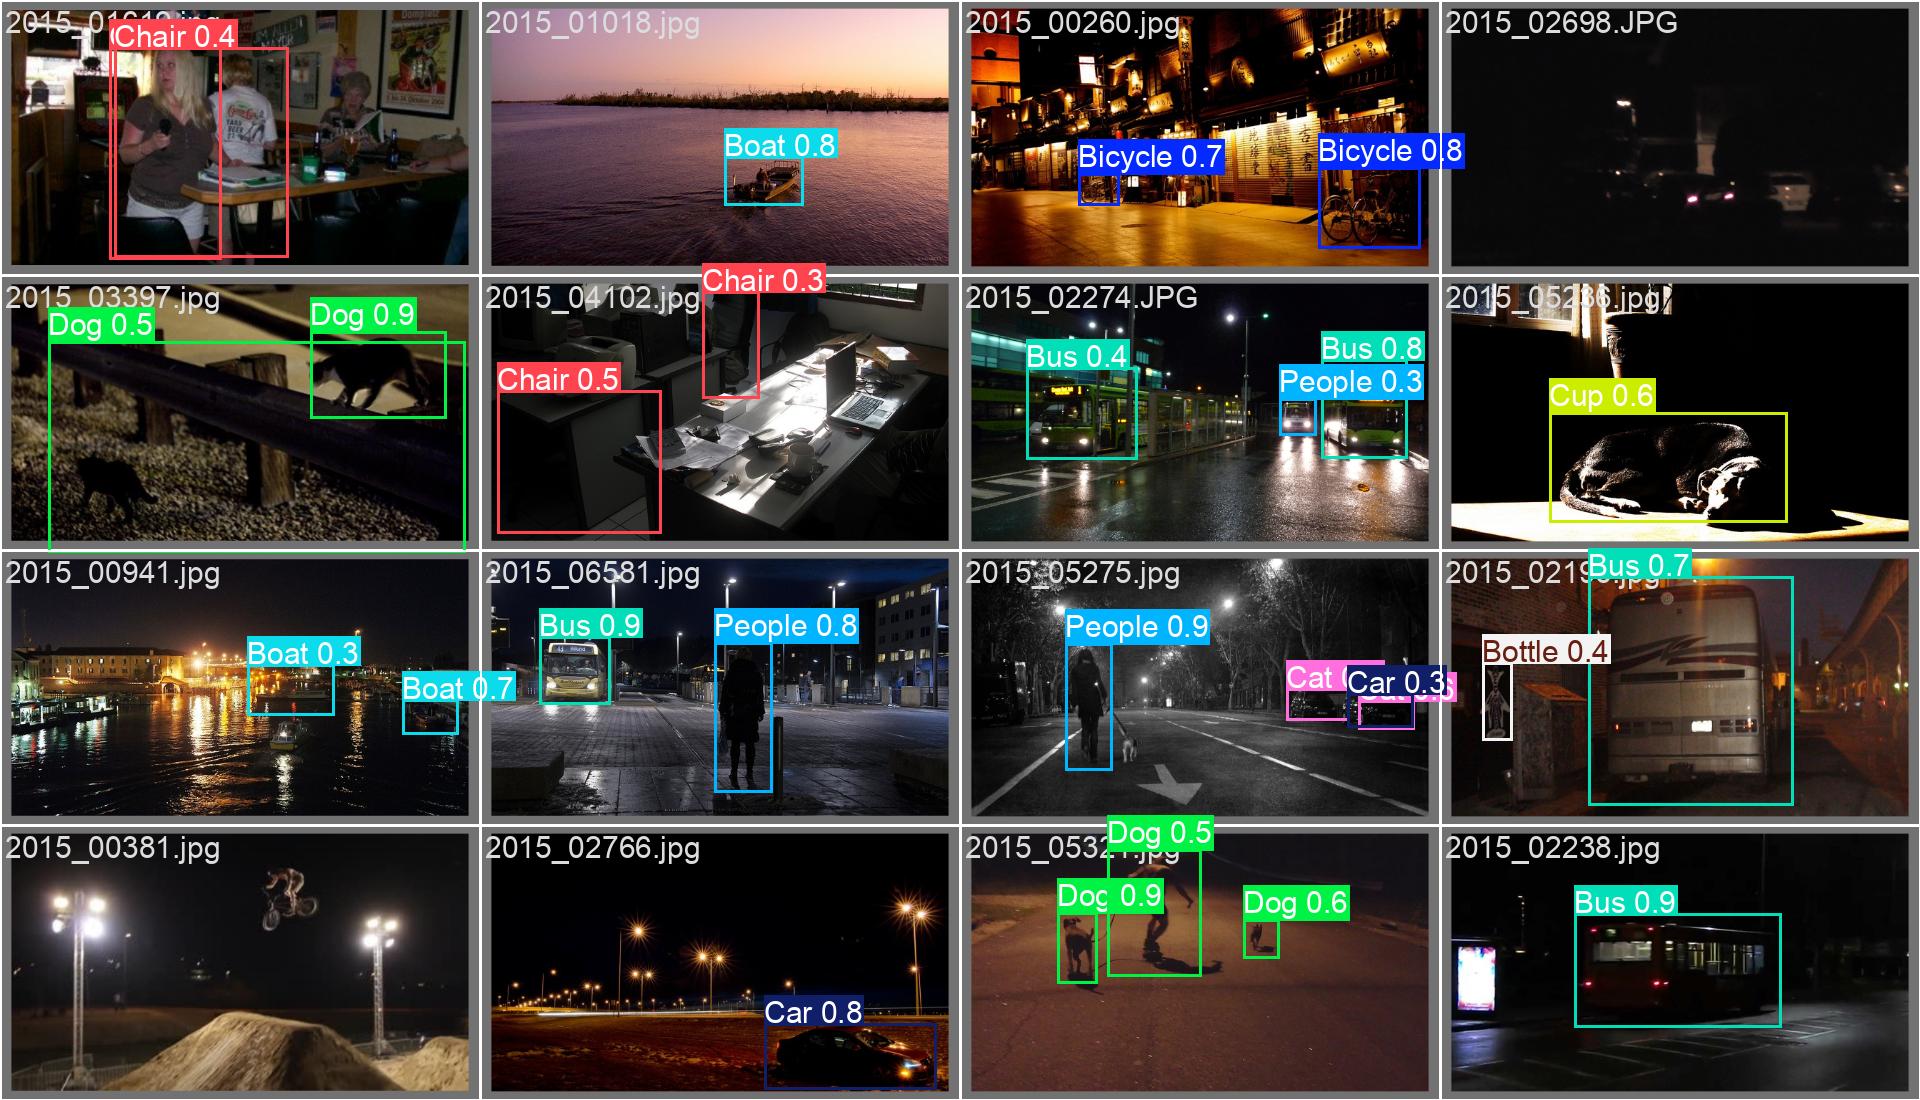 2015_01
Chair 0.4
2015_01018.jpg
Boat 0.8
2015_00260.jpg
Bicycle 0.7
Bicycle 0.8
2015_02698.JPG
2015_03397.jpg
Dog 0.5
Dog 0.9
2015_04102.jpg
Chair 0.3
Chair 0.5
2015_02274.JPG
Bus 0.4
Bus 0.8
People 0.3
2015_05236.jpg
Cup 0.6
2015_00941.jpg
Boat 0.3
Boat 0.7
2015_06581.jpg
Bus 0.9
People 0.8
2015_05275.jpg
People 0.9
Cat
Car 0.3
Bus 0.7
Bottle 0.4
2015_00381.jpg
2015_02766.jpg
Car 0.8
Dog 0.5
Dog 0.9
Dog 0.6
2015_02238.jpg
Bus 0.9